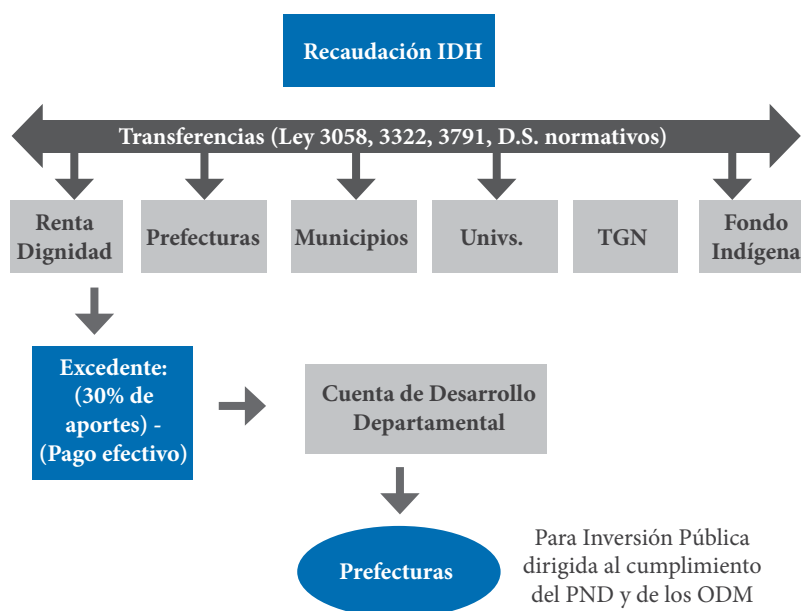 Recaudación IDH
Transferencias (Ley 3058, 3322, 3791, D.S. normativos)
Renta
Dignidad
Prefecturas
Municipios
Univs.
TGN
Fondo
Indígena
Excedente:
(30% de
aportes) -
(Pago efectivo)
Cuenta de Desarrollo
Departamental
Prefecturas
Para Inversión Pública
dirigida al cumplimiento
del PND y de los ODM